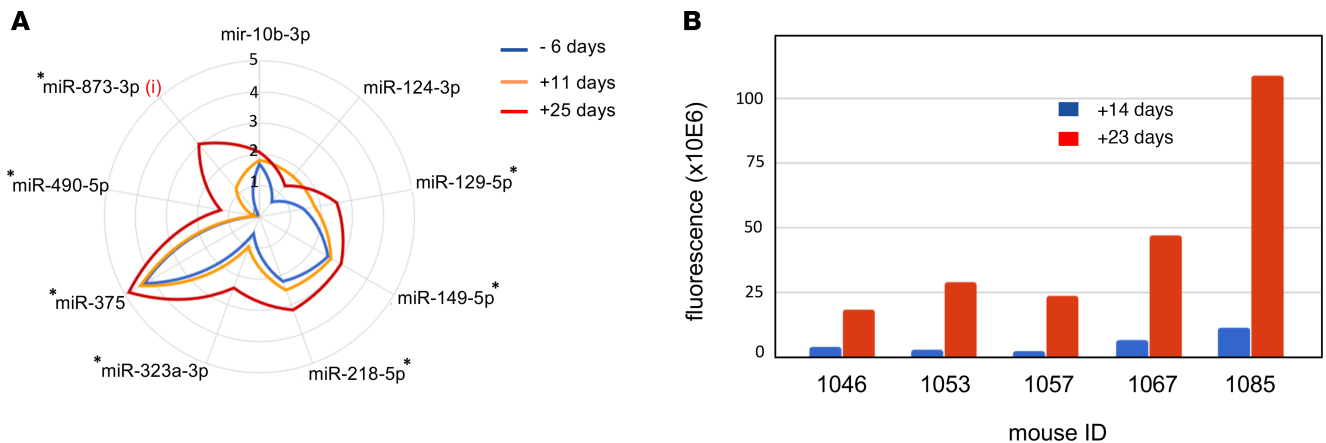 A
mir-10b-3p
miR-124-3p
miR-129-5p*
miR-149-5p*
miR-218-5p*
*miR-323a-3p
*miR-375
*miR-490-5p
*miR-873-3p (i)
5
4
3
2
1
- 6 days
+11 days
+25 days
B
fluorescence (x10E6)
100
75
50
25
0
+14 days
+23 days
1046 1053 1057 1067 1085
mouse ID